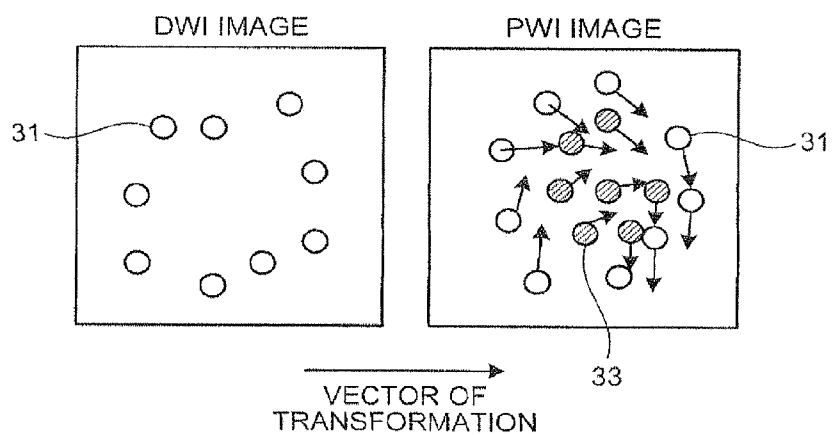 DWI IMAGE
PWI IMAGE
31
31
33
VECTOR OF
TRANSFORMATION